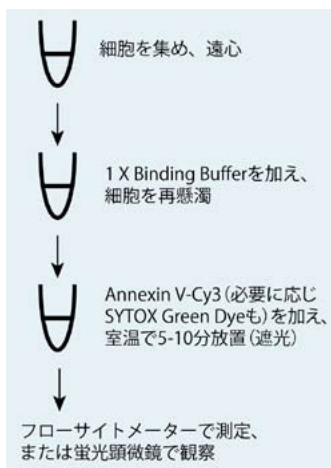 細胞を集め、遠心
1 X Binding Bufferを加え、
細胞を再懸濁
Annexin V-Cy3（必要に応じ
SYTOX Green Dyeも）を加え、
室温で5-10分放置（遮光）
フローサイトメーターで測定、
または蛍光顕微鏡で観察